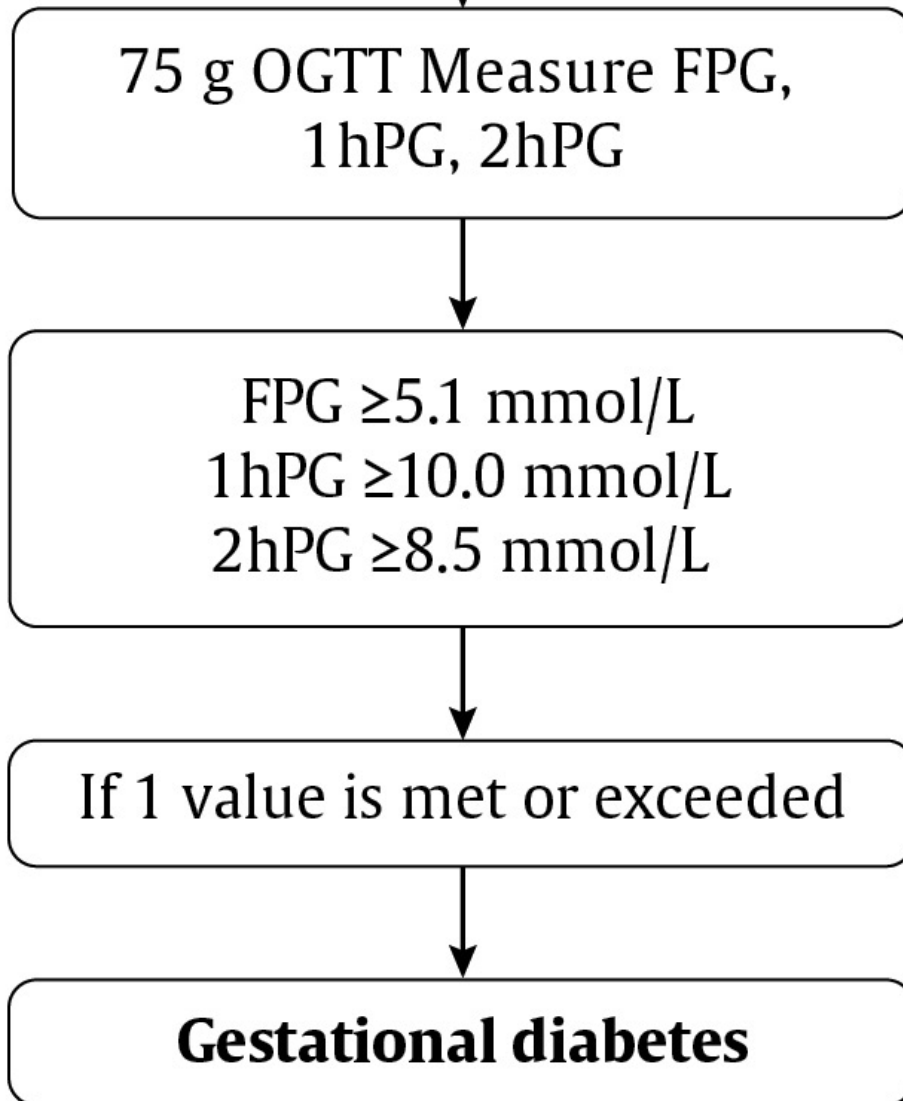 75 g OGTT Measure FPG,
1hPG, 2hPG
FPG ≥5.1 mmol/L
1hPG ≥10.0 mmol/L
2hPG ≥8.5 mmol/L
If 1 value is met or exceeded
Gestational diabetes